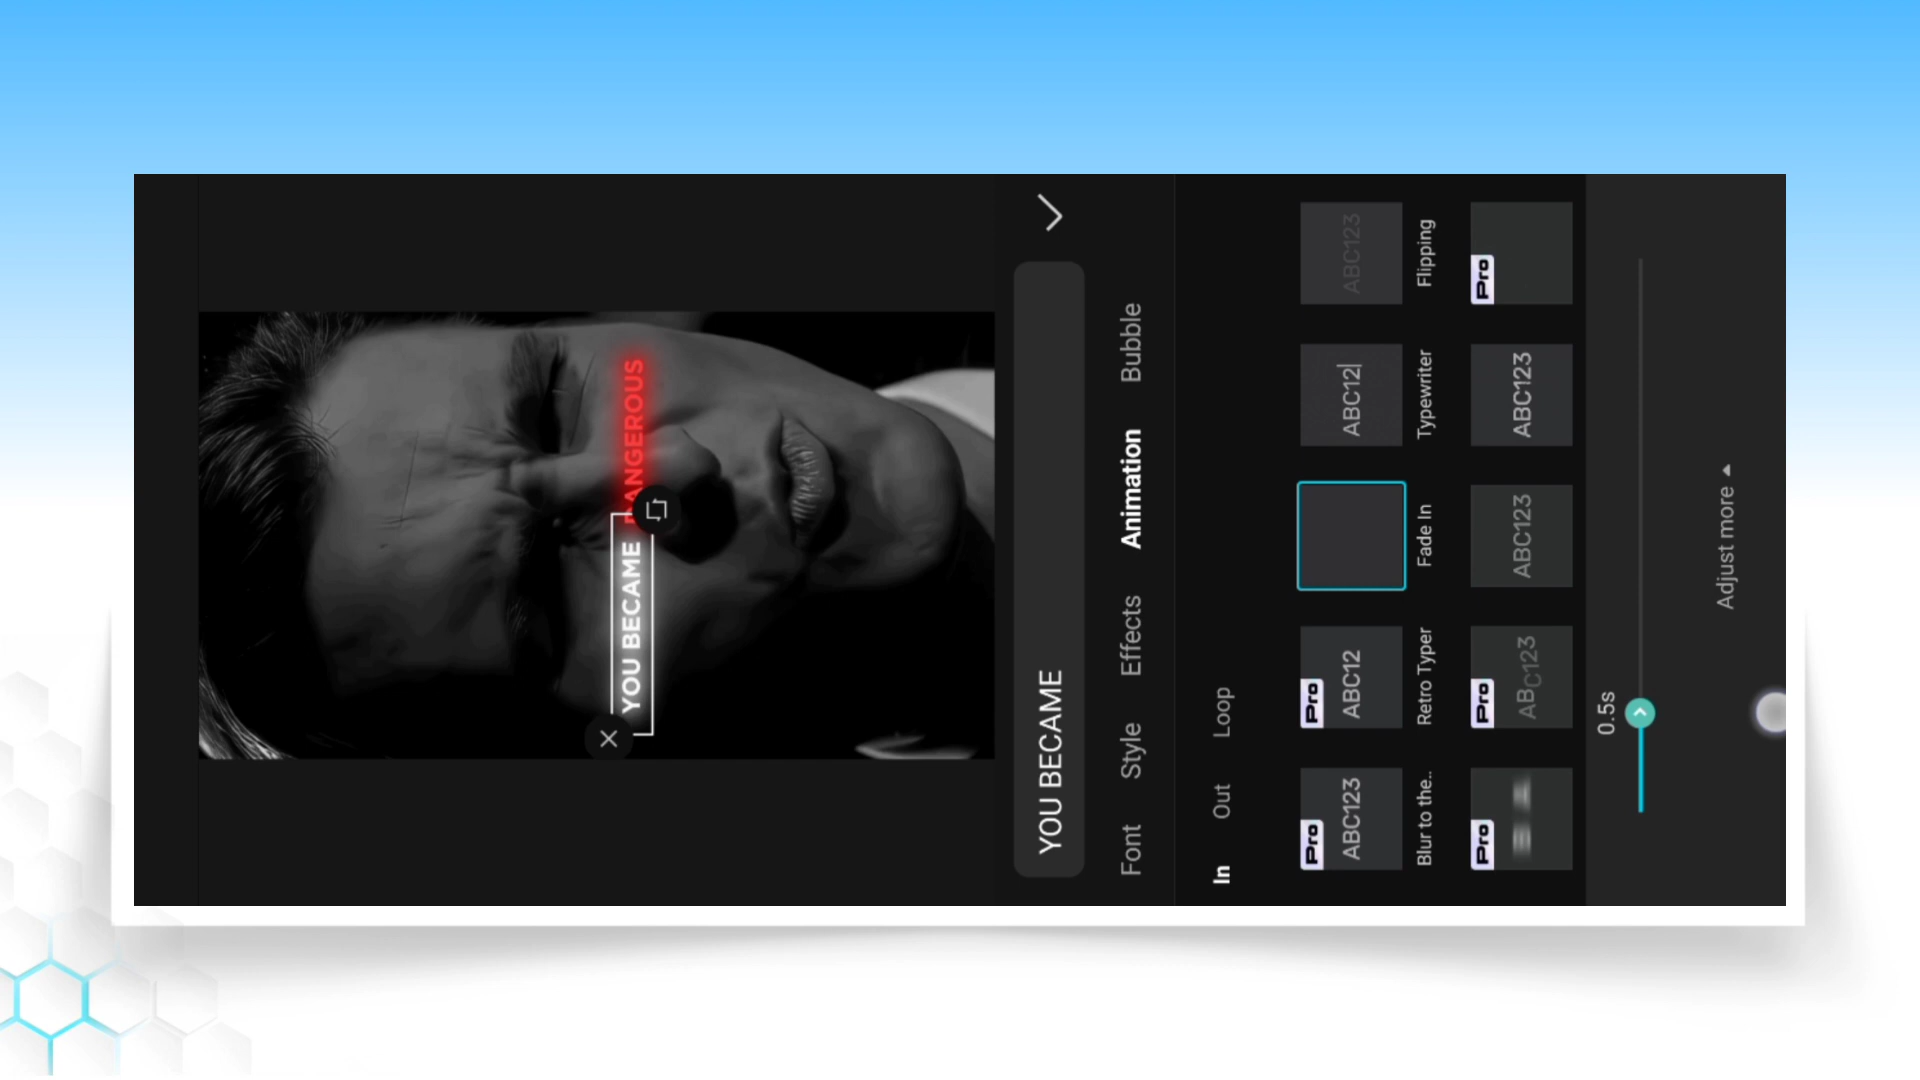 YOU BECAME DANGEROUS
YOU BECAME
Font Style Effects Animation Bubble
In Out Loop
Pro ABC123 Pro ABC12 ABC12 ABC123
Blur to the.. Retro Typer Fade In Typewriter Flipping
Pro Pro ABC123 ABC123 ABC123 Pro
0.5s
Adjust more